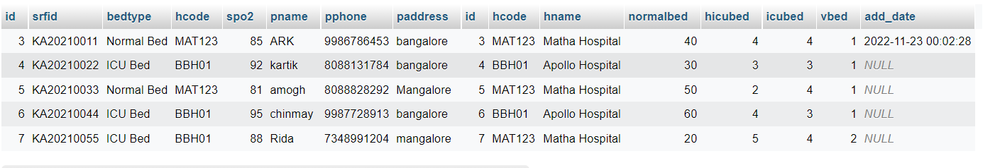 id srfid bedtype hcode spo2 pname pphone paddress id hcode hname normalbed hicubed icubed vbed add_date
3 KA20210011 Normal Bed MAT123 85 ARK 9986786453 bangalore 3 MAT123 Matha Hospital 40 4 4 1 2022-11-23 00:02:28
4 KA20210022 ICU Bed BBH01 92 kartik 8088131784 bangalore 4 BBH01 Apollo Hospital 30 3 3 1 NULL
5 KA20210033 Normal Bed MAT123 81 amogh 8088828292 Mangalore 5 MAT123 Matha Hospital 50 2 4 1 NULL
6 KA20210044 ICU Bed BBH01 95 chinmay 9987728913 bangalore 6 BBH01 Apollo Hospital 60 4 3 1 NULL
7 KA20210055 ICU Bed BBH01 88 Rida 7348991204 mangalore 7 MAT123 Matha Hospital 20 5 4 2 NULL